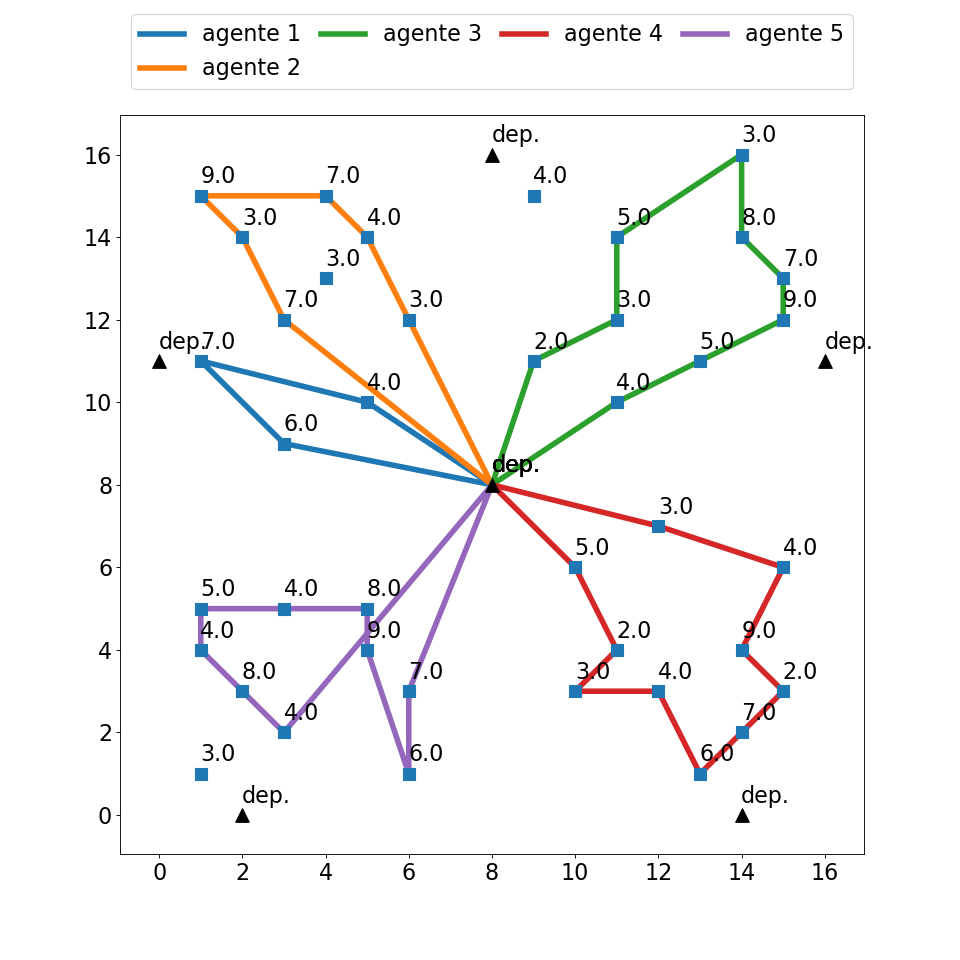 agente 1 agente 3 agente 4 agente 5
agente 2
dep. 3.0
16
9.0 7.0 4.0
3.0 4.0 5.0 8.0
14
3.0 7.0
7.0 3.0 3.0 9.0
12
dep. 7.0 2.0 5.0 dep.
4.0 4.0
10
6.0
dep.
8
3.0
5.0 4.0
6
5.0 4.0 8.0
4.0 9.0 2.0 9.0
4
8.0 7.0 3.0 4.0 2.0
4.0 7.0
2
3.0 6.0 6.0
dep. dep.
0
0 2 4 6 8 10 12 14 16